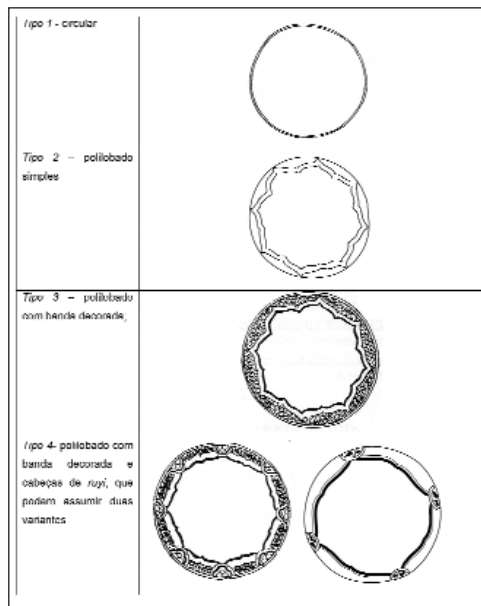 Tipo 1 - circular
Tipo 2 – polilobado
simples
Tipo 3 – polilobado
com banda decorada,
Tipo 4- polilobado com
banda decorada e
cabeças de ruyi, que
podem assumir duas
variantes